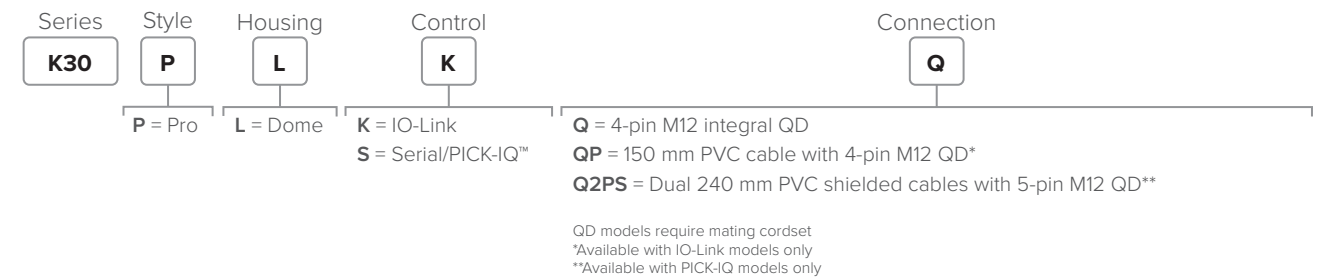 Series Style Housing Control Connection
K30 P L K Q
P = Pro L = Dome K = IO-Link Q = 4-pin M12 integral QD
S = Serial/PICK-IQ™ QP = 150 mm PVC cable with 4-pin M12 QD*
Q2PS = Dual 240 mm PVC shielded cables with 5-pin M12 QD**
QD models require mating cordset
*Available with IO-Link models only
**Available with PICK-IQ models only